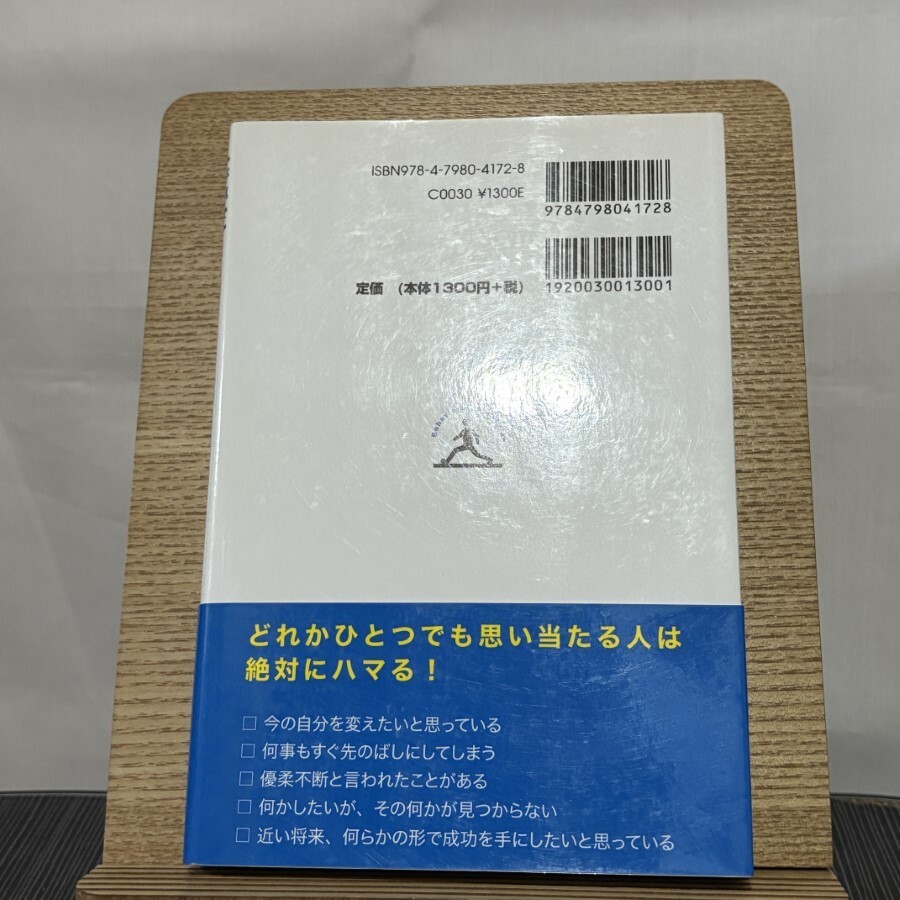 ISBN978-4-7980-4172-8
C0030 ¥1300E
9784798041728
定価 (本体1300円+税)
1920030013001
どれかひとつでも思い当たる人は
絶対にハマる!
□ 今の自分を変えたいと思っている
□ 何事もすぐ先のばしにしてしまう
□ 優柔不断と言われたことがある
□ 何かしたいが、その何かが見つからない
□ 近い将来、何らかの形で成功を手にしたいと思っている